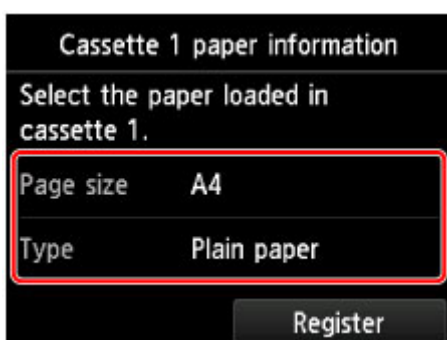 Cassette 1 paper information
Select the paper loaded in
cassette 1.
Page size A4
Type Plain paper
Register